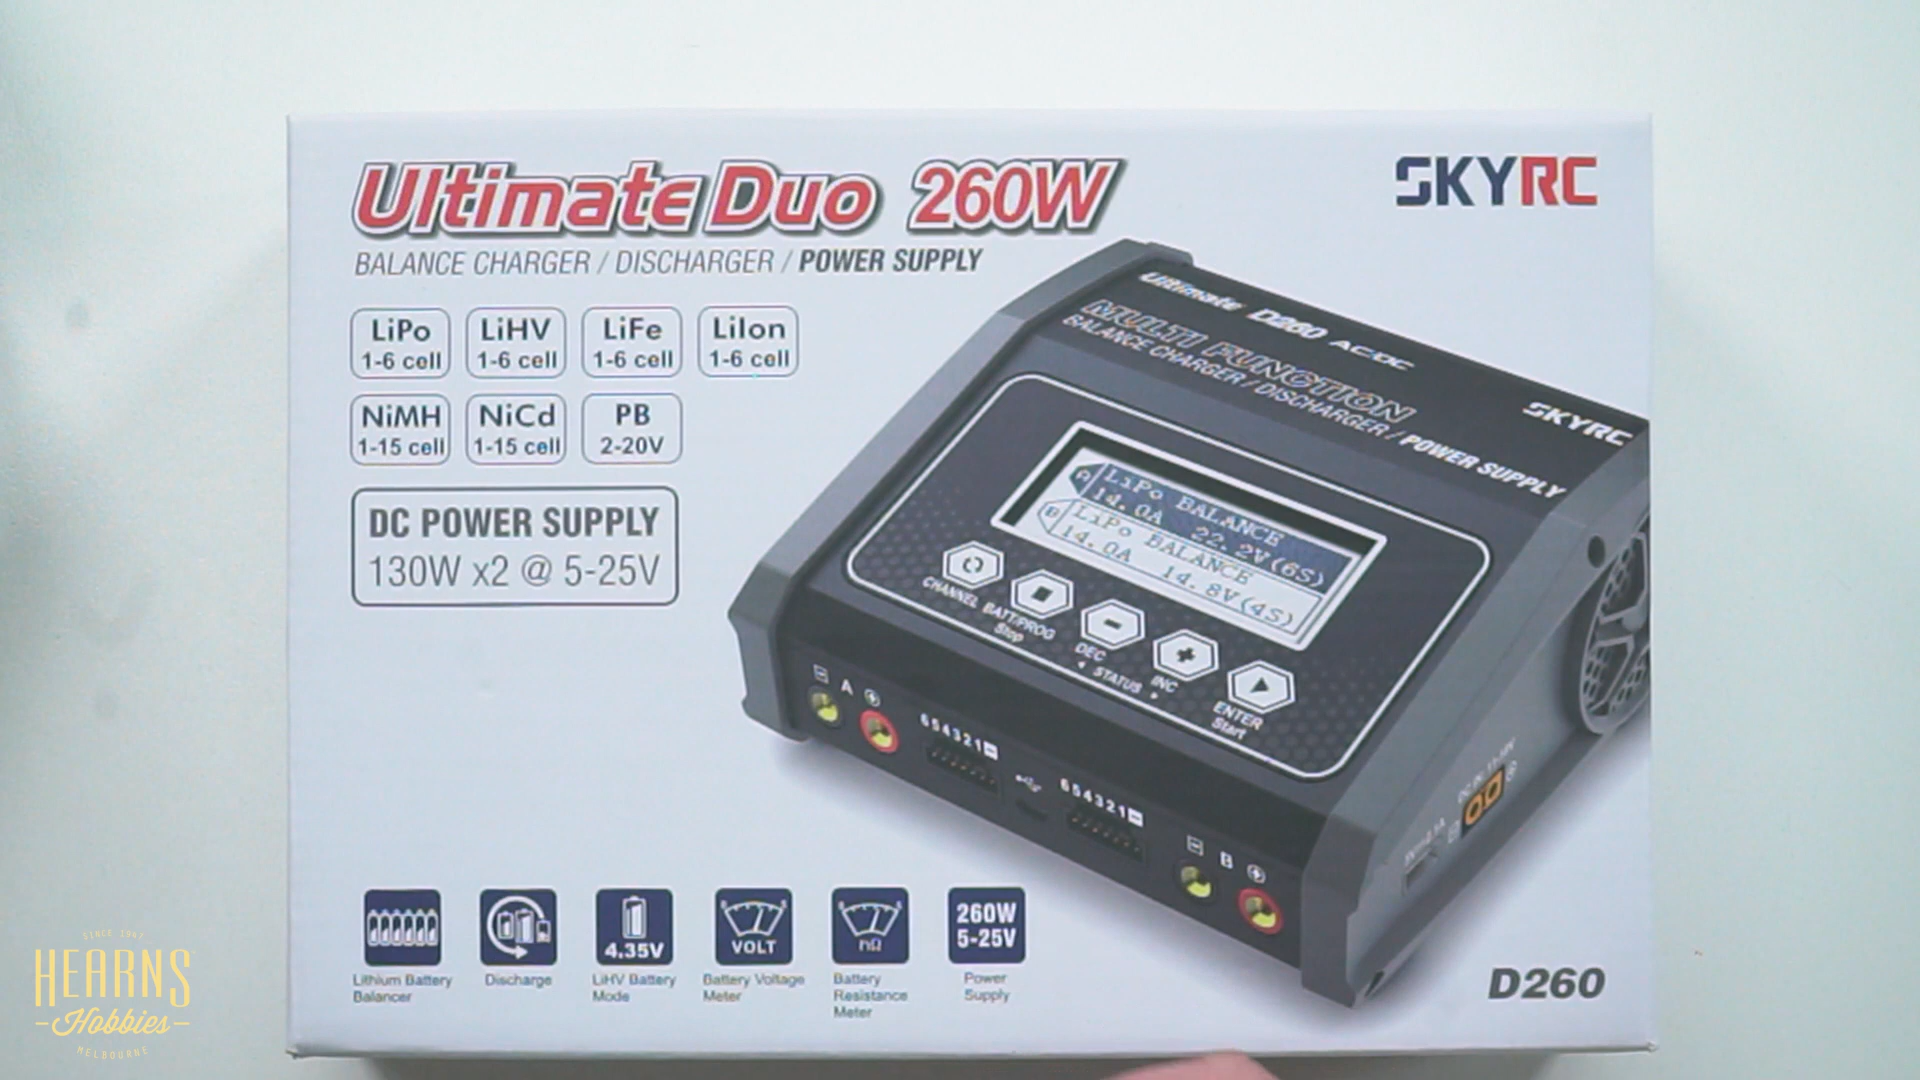 Ultimate Duo 260W
SKYRC
BALANCE CHARGER / DISCHARGER / POWER SUPPLY
LiPo
1-6 cell
LiHV
1-6 cell
LiFe
1-6 cell
LiIon
1-6 cell
NiMH
1-15 cell
NiCd
1-15 cell
PB
2-20V
DC POWER SUPPLY
130W x2 @ 5-25V
Ultimate D260 AC/DC
MULTI FUNCTION
BALANCE CHARGER / DISCHARGER / POWER SUPPLY
SKYRC
A
LiPo BALANCE
14.0A 22.2V(6S)
B
LiPo BALANCE
14.0A 14.8V(4S)
CHANNEL
BATT/PROG
Stop
DEC
INC
◂ STATUS ▸
ENTER
Start
A
654321
654321
B
4.35V
VOLT
260W
5-25V
Lithium Battery
Balancer
Discharge
LiHV Battery
Mode
Battery Voltage
Meter
Battery
Resistance
Meter
Power
Supply
D260
SINCE 1947
HEARNS
Hobbies
MELBOURNE